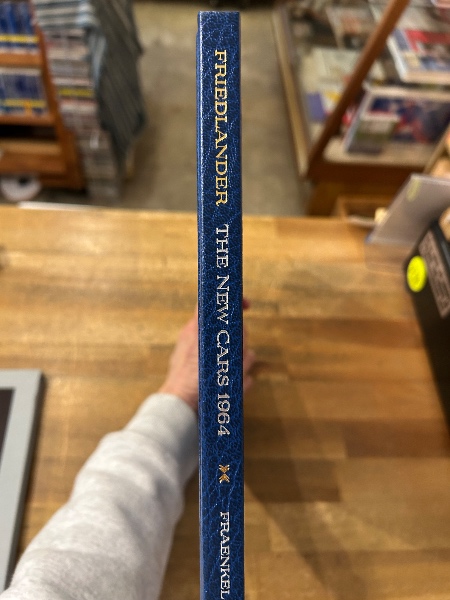 FRIEDLANDER THE NEW CARS 1964 FRAENKEL